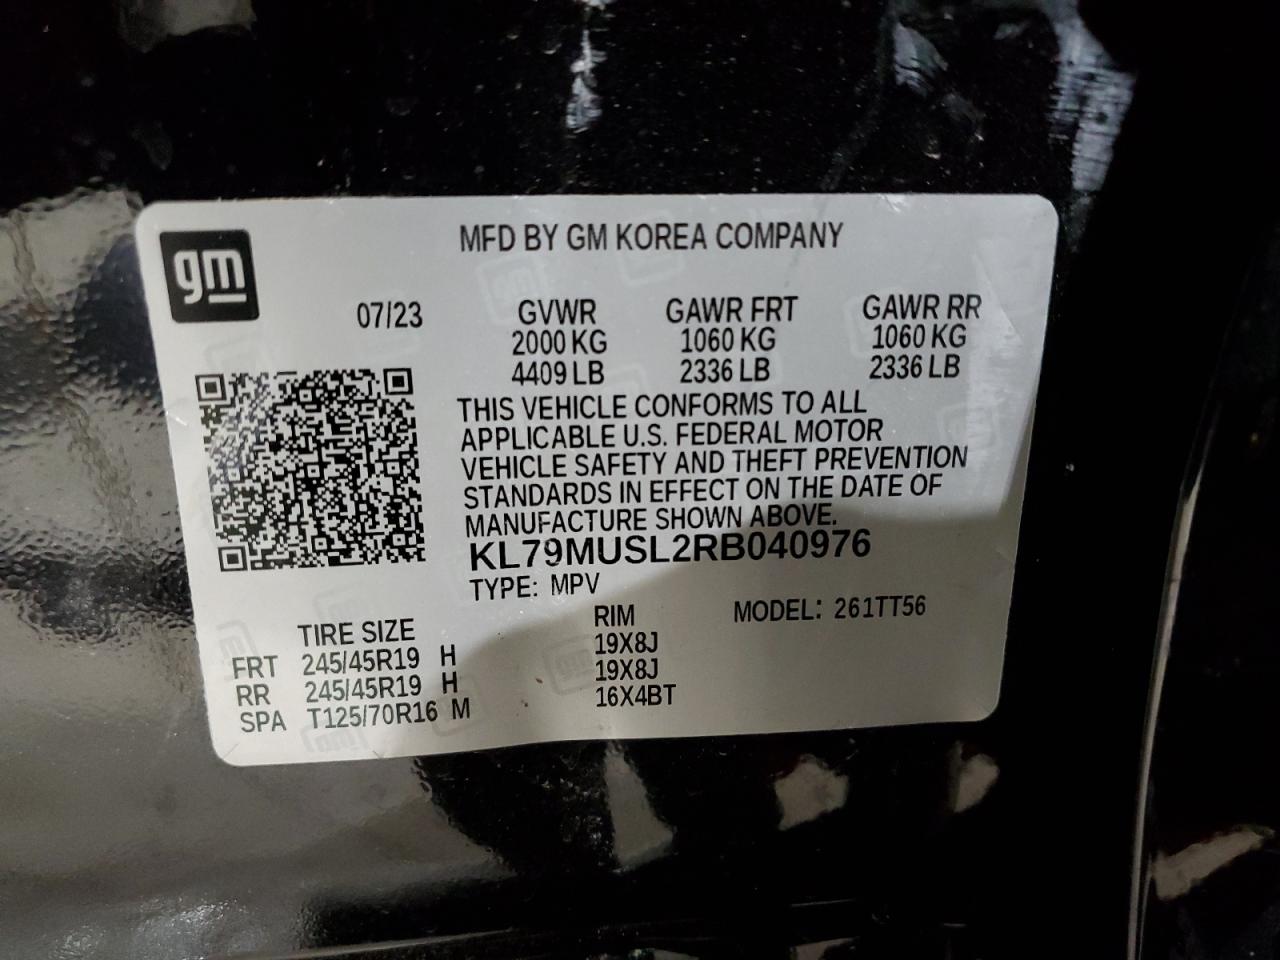 gm
MFD BY GM KOREA COMPANY
07/23 GVWR GAWR FRT GAWR RR
2000 KG 1060 KG 1060 KG
4409 LB 2336 LB 2336 LB
THIS VEHICLE CONFORMS TO ALL
APPLICABLE U.S. FEDERAL MOTOR
VEHICLE SAFETY AND THEFT PREVENTION
STANDARDS IN EFFECT ON THE DATE OF
MANUFACTURE SHOWN ABOVE.
KL79MUSL2RB040976
TYPE: MPV
TIRE SIZE RIM MODEL: 261TT56
FRT 245/45R19 H 19X8J
RR 245/45R19 H 19X8J
SPA T125/70R16 M 16X4BT